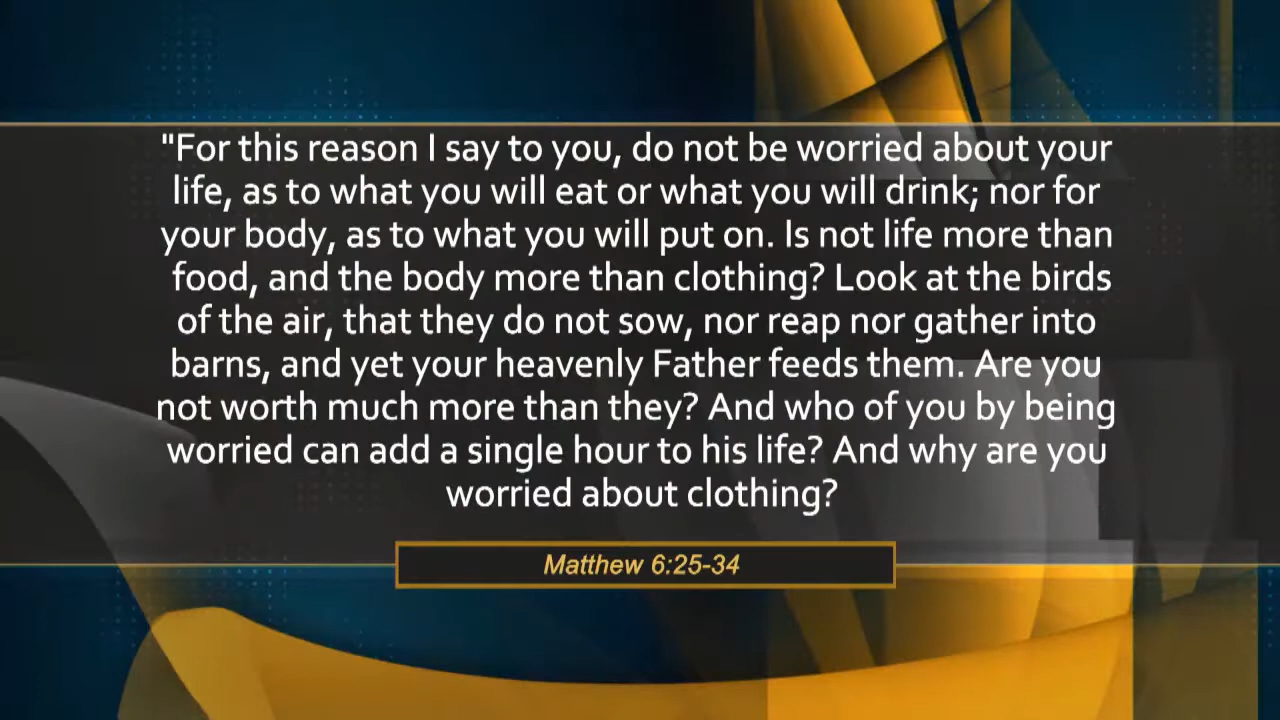 "For this reason I say to you, do not be worried about your
life, as to what you will eat or what you will drink; nor for
your body, as to what you will put on. Is not life more than
food, and the body more than clothing? Look at the birds
of the air, that they do not sow, nor reap nor gather into
barns, and yet your heavenly Father feeds them. Are you
not worth much more than they? And who of you by being
worried can add a single hour to his life? And why are you
worried about clothing?
Matthew 6:25-34